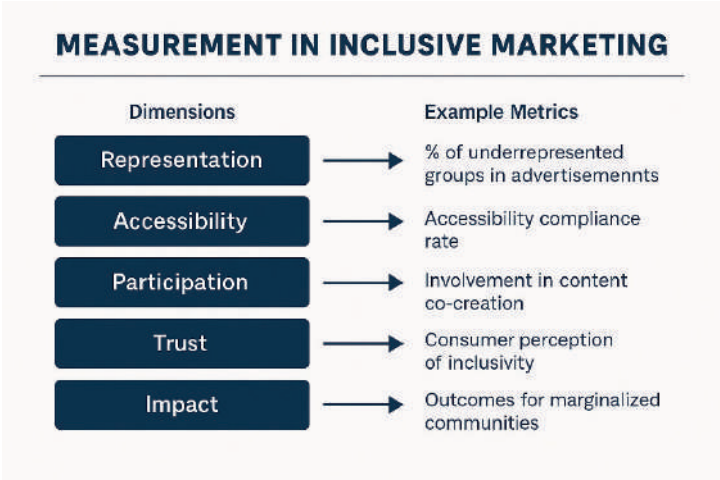 MEASUREMENT IN INCLUSIVE MARKETING
Dimensions
Example Metrics
Representation
% of underrepresented
groups in advertisemennts
Accessibility
Accessibility compliance
rate
Participation
Involvement in content
co-creation
Trust
Consumer perception
of inclusivity
Impact
Outcomes for marginalized
communities